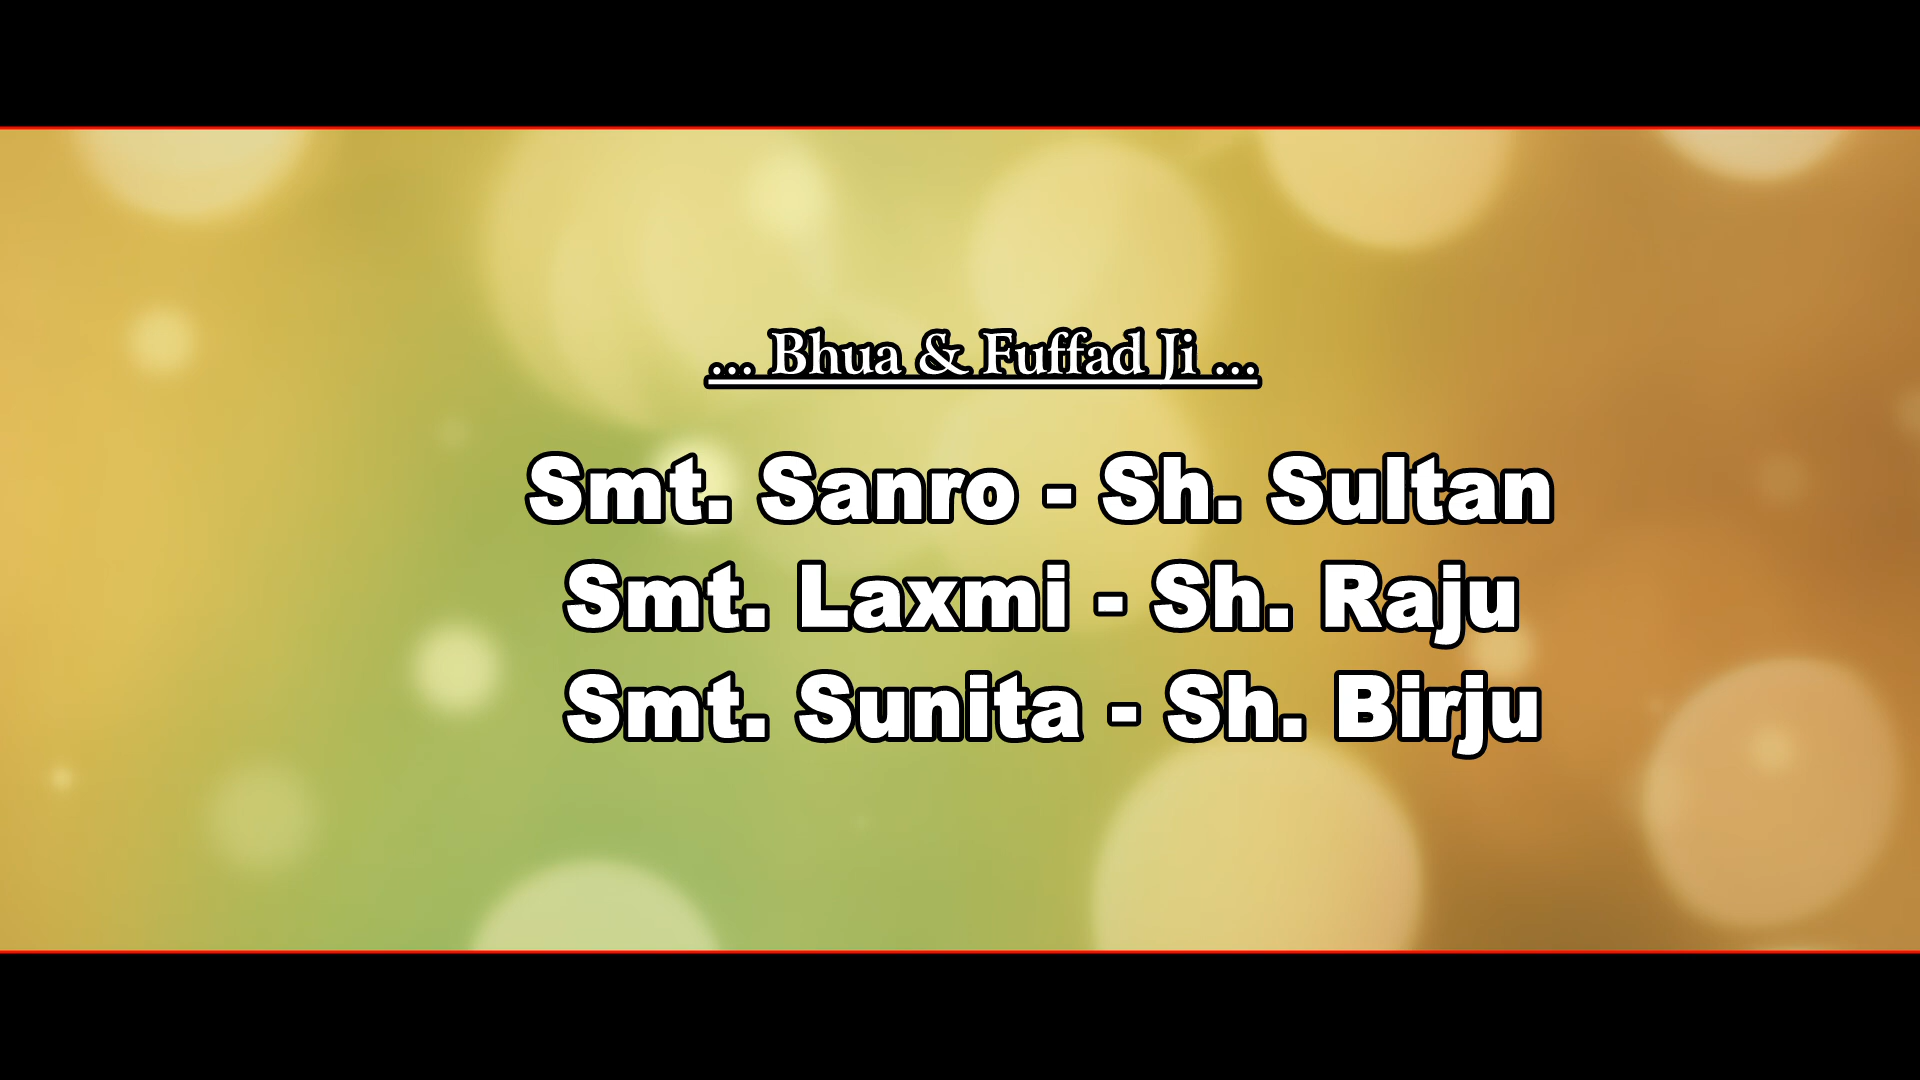 ... Bhua & Fuffad Ji ...
Smt. Sanro - Sh. Sultan
Smt. Laxmi - Sh. Raju
Smt. Sunita - Sh. Birju